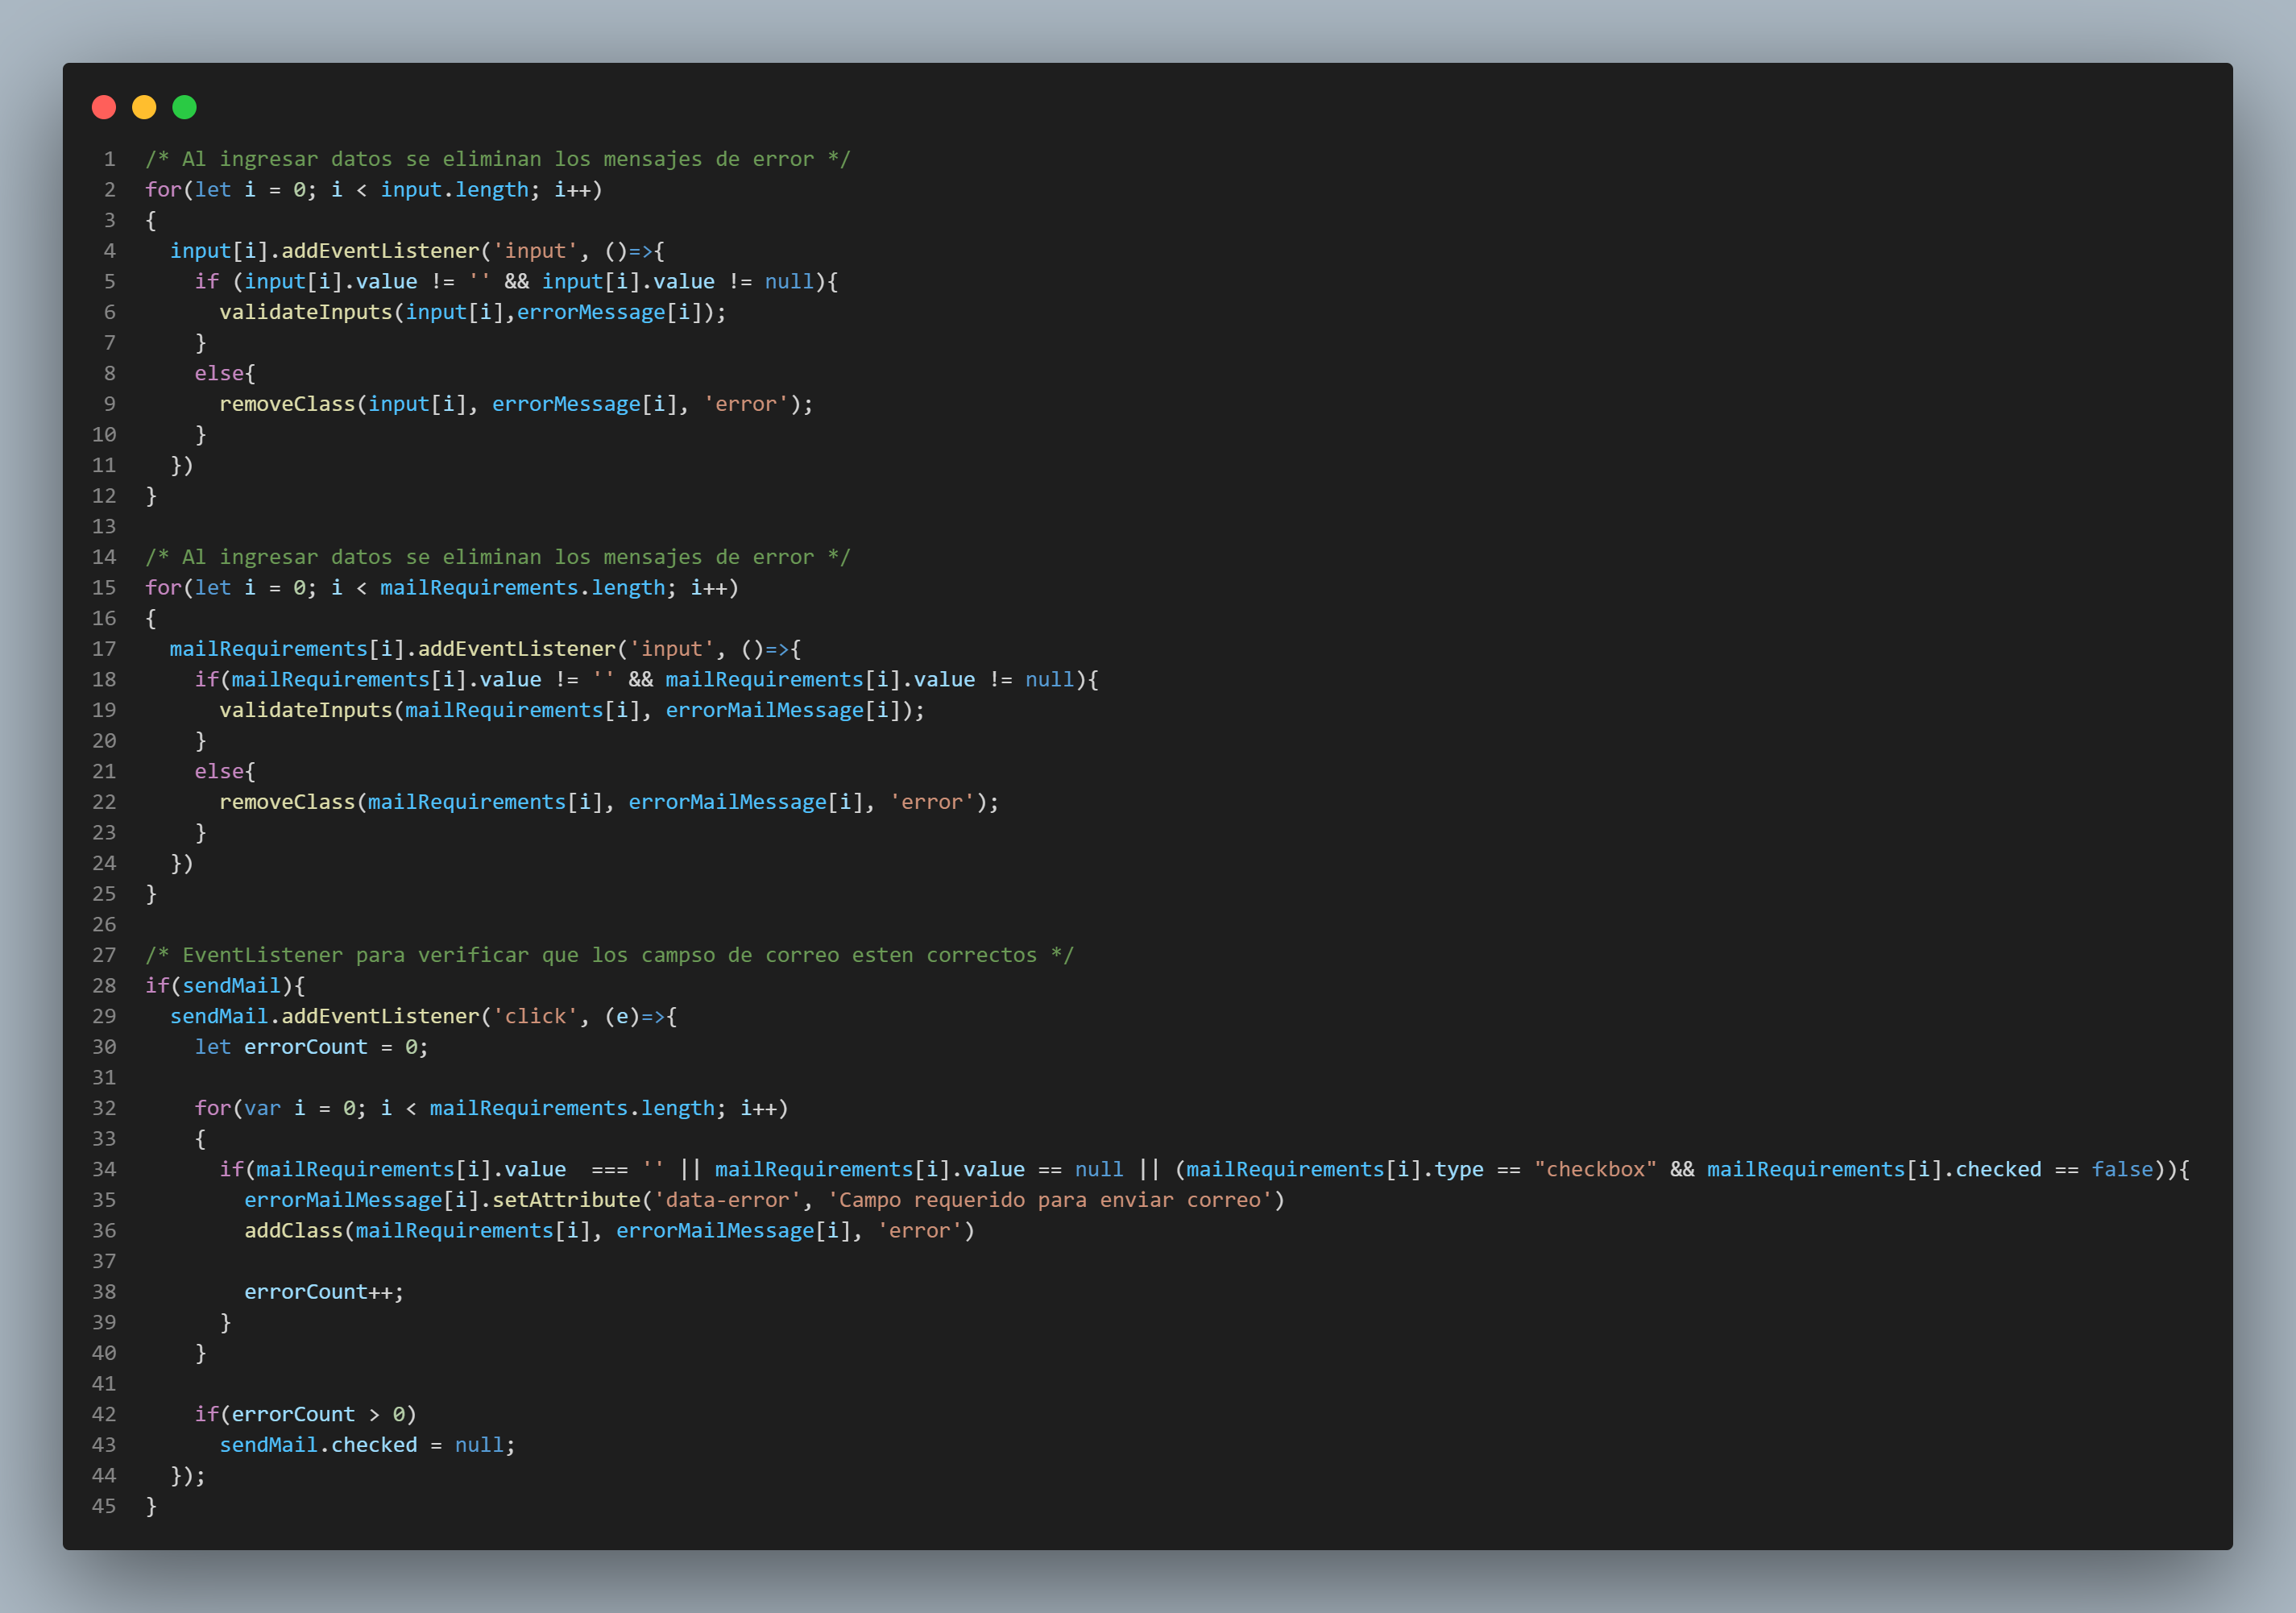 1 /* Al ingresar datos se eliminan los mensajes de error */
2 for(let i = 0; i < input.length; i++)
3 {
4   input[i].addEventListener('input', ()=>{
5     if (input[i].value != '' && input[i].value != null){
6       validateInputs(input[i],errorMessage[i]);
7     }
8     else{
9       removeClass(input[i], errorMessage[i], 'error');
10     }
11   })
12 }
13
14 /* Al ingresar datos se eliminan los mensajes de error */
15 for(let i = 0; i < mailRequirements.length; i++)
16 {
17   mailRequirements[i].addEventListener('input', ()=>{
18     if(mailRequirements[i].value != '' && mailRequirements[i].value != null){
19       validateInputs(mailRequirements[i], errorMailMessage[i]);
20     }
21     else{
22       removeClass(mailRequirements[i], errorMailMessage[i], 'error');
23     }
24   })
25 }
26
27 /* EventListener para verificar que los campso de correo esten correctos */
28 if(sendMail){
29   sendMail.addEventListener('click', (e)=>{
30     let errorCount = 0;
31
32     for(var i = 0; i < mailRequirements.length; i++)
33     {
34       if(mailRequirements[i].value  === '' || mailRequirements[i].value == null || (mailRequirements[i].type == "checkbox" && mailRequirements[i].checked == false)){
35         errorMailMessage[i].setAttribute('data-error', 'Campo requerido para enviar correo')
36         addClass(mailRequirements[i], errorMailMessage[i], 'error')
37
38         errorCount++;
39       }
40     }
41
42     if(errorCount > 0)
43       sendMail.checked = null;
44   });
45 }